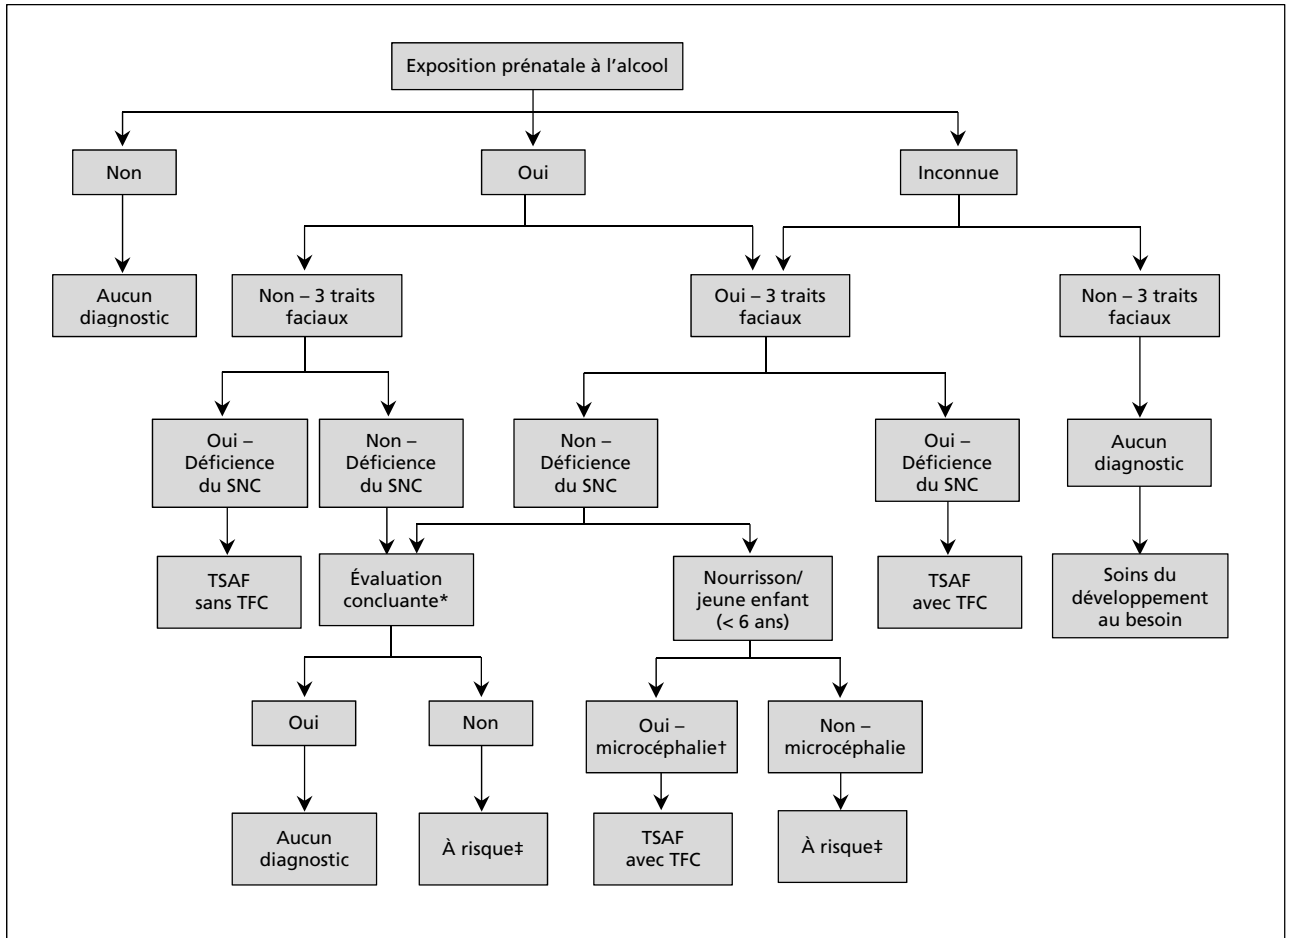 Exposition prénatale à l'alcool
Non
Oui
Inconnue
Aucun
diagnostic
Non – 3 traits
faciaux
Oui – 3 traits
faciaux
Non – 3 traits
faciaux
Oui –
Déficience
du SNC
Non –
Déficience
du SNC
Non –
Déficience
du SNC
Oui –
Déficience
du SNC
Aucun
diagnostic
TSAF
sans TFC
Évaluation
concluante*
Nourrisson/
jeune enfant
(< 6 ans)
TSAF
avec TFC
Soins du
développement
au besoin
Oui
Non
Oui –
microcéphalie†
Non –
microcéphalie
Aucun
diagnostic
À risque‡
TSAF
avec TFC
À risque‡